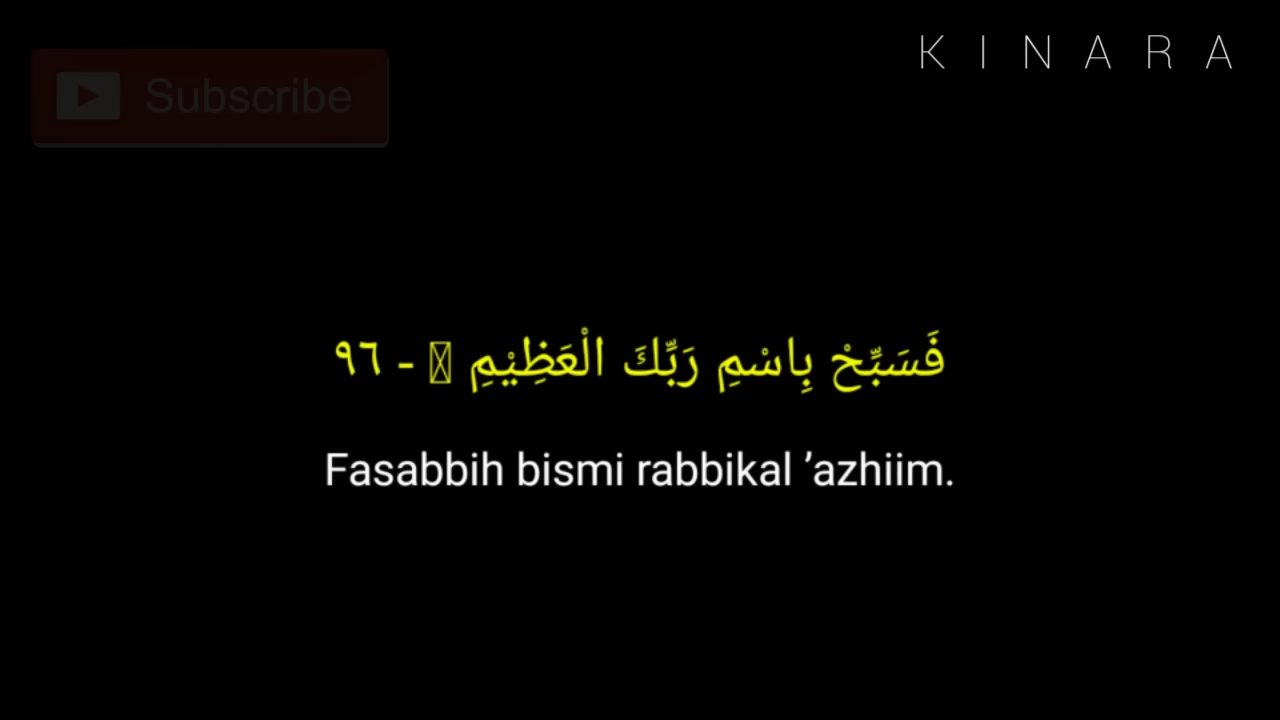 K I N A R A
Subscribe
فَسَبِّحْ بِاسْمِ رَبِّكَ الْعَظِيْمِ - ٩٦
Fasabbih bismi rabbikal ’azhiim.